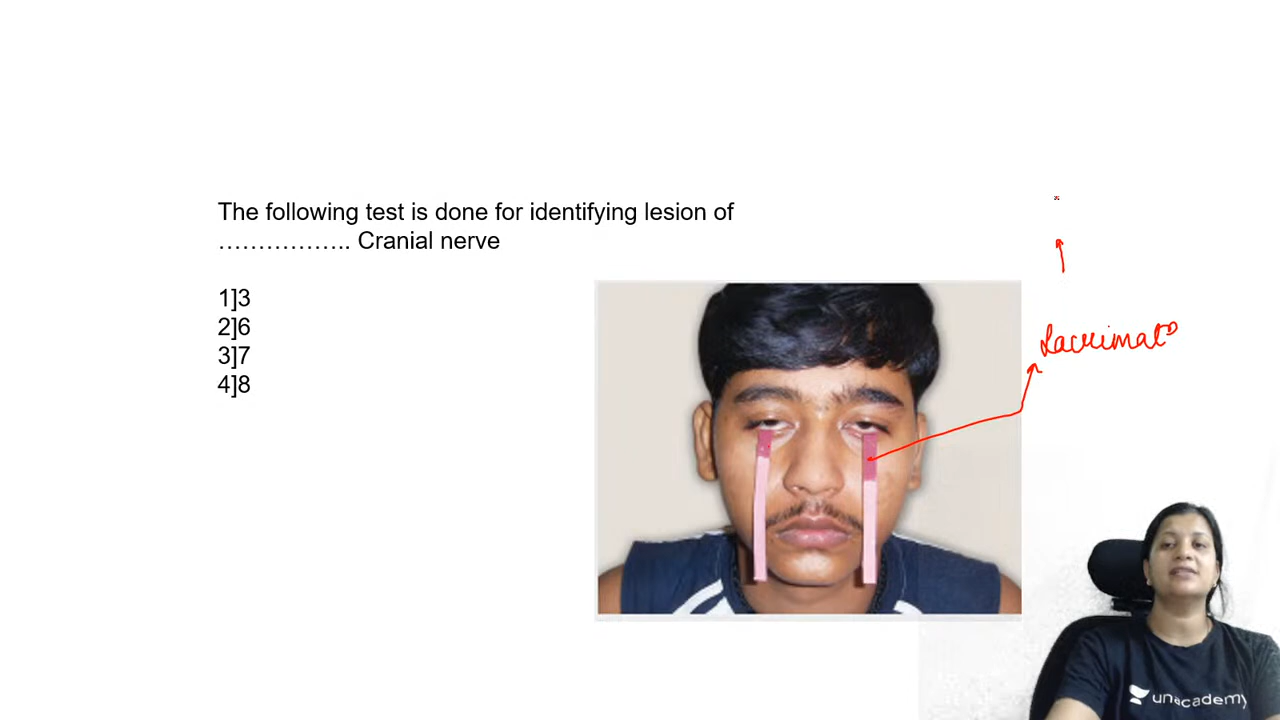 The following test is done for identifying lesion of
……………….. Cranial nerve
1]3
2]6
3]7
4]8
unacademy